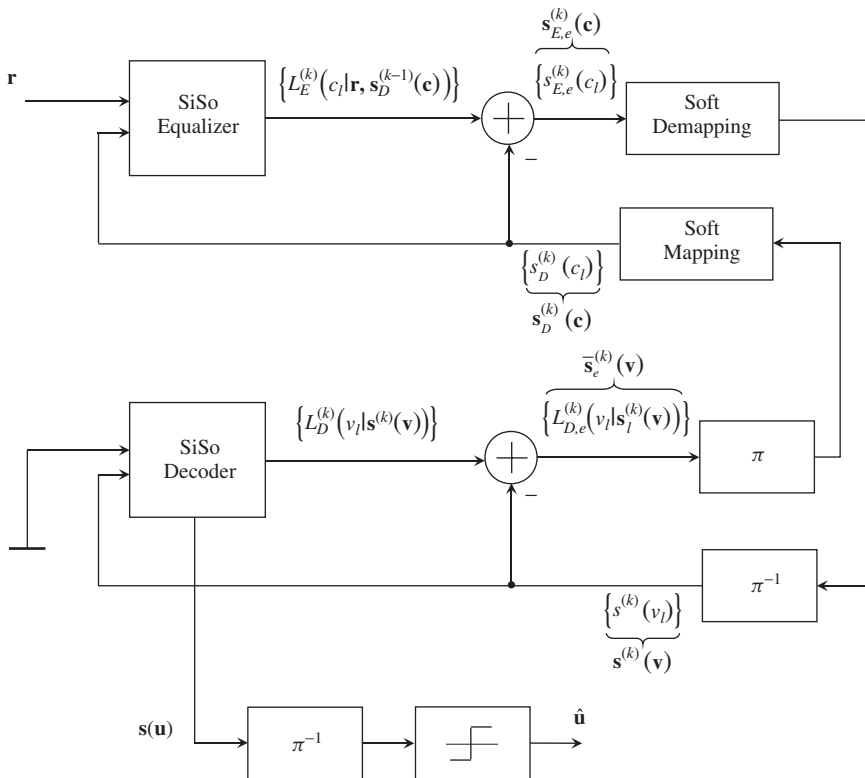 𝐬_{E,e}^{(k)}(𝐜)
𝐫
{L_E^{(k)}(c_l|𝐫, 𝐬_D^{(k-1)}(𝐜))}
{s_{E,e}^{(k)}(c_l)}
SiSo
Equalizer
+
−
Soft
Demapping
Soft
Mapping
{s_D^{(k)}(c_l)}
𝐬_D^{(k)}(𝐜)
s̅_e^{(k)}(𝐯)
{L_D^{(k)}(v_l|𝐬^{(k)}(𝐯))}
{L_{D,e}^{(k)}(v_l|𝐬_l^{(k)}(𝐯))}
SiSo
Decoder
+
−
π
π^{−1}
{s^{(k)}(v_l)}
𝐬^{(k)}(𝐯)
𝐬(𝐮)
π^{−1}
û